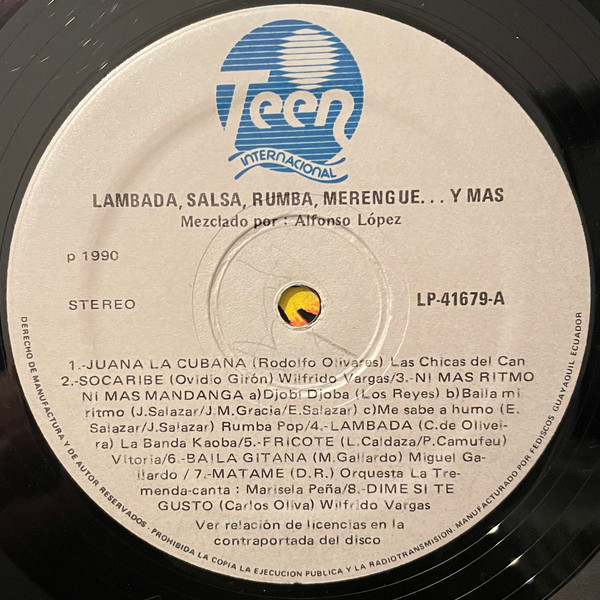 Teen
INTERNACIONAL
LAMBADA, SALSA, RUMBA, MERENGUE... Y MAS
Mezclado por : Alfonso López
p 1990
STEREO
LP-41679-A
1.-JUANA LA CUBANA (Rodolfo Olivares) Las Chicas del Can
2.-SOCARIBE (Ovidio Girón) Wilfrido Vargas/3.-NI MAS RITMO
NI MAS MANDANGA a)Djobi Djoba (Los Reyes) b)Baila mi
ritmo (J.Salazar/J.M.Gracia/E.Salazar) c)Me sabe a humo (E.
Salazar/J.Salazar) Rumba Pop/4.-LAMBADA (C.de Olivei-
ra) La Banda Kaoba/5.-FRICOTE (L.Caldaza/P.Camufeu)
Vitoria/6.-BAILA GITANA (M.Gallardo) Miguel Ga-
llardo / 7.-MATAME (D.R.) Orquesta La Tre-
menda-canta : Marisela Peña/8.-DIME SI TE
GUSTO (Carlos Oliva) Wilfrido Vargas
Ver relación de licencias en la
contraportada del disco
DERECHO DE MANUFACTURA Y DE AUTOR RESERVADOS - PROHIBIDA LA COPIA LA EJECUCION PUBLICA Y LA RADIOTRANSMISION. MANUFACTURADO POR FEDISCOS GUAYAQUIL ECUADOR